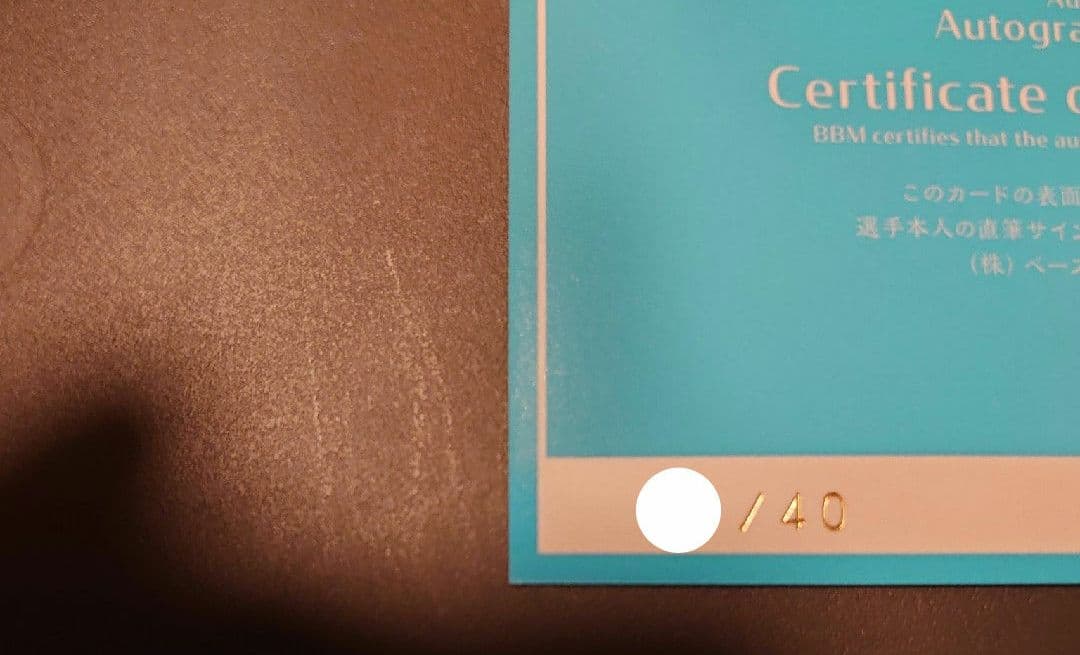 Autogra
Certificate
BBM certifies that the au
このカードの表面
選手本人の直筆サイン
(株) ベース
/40